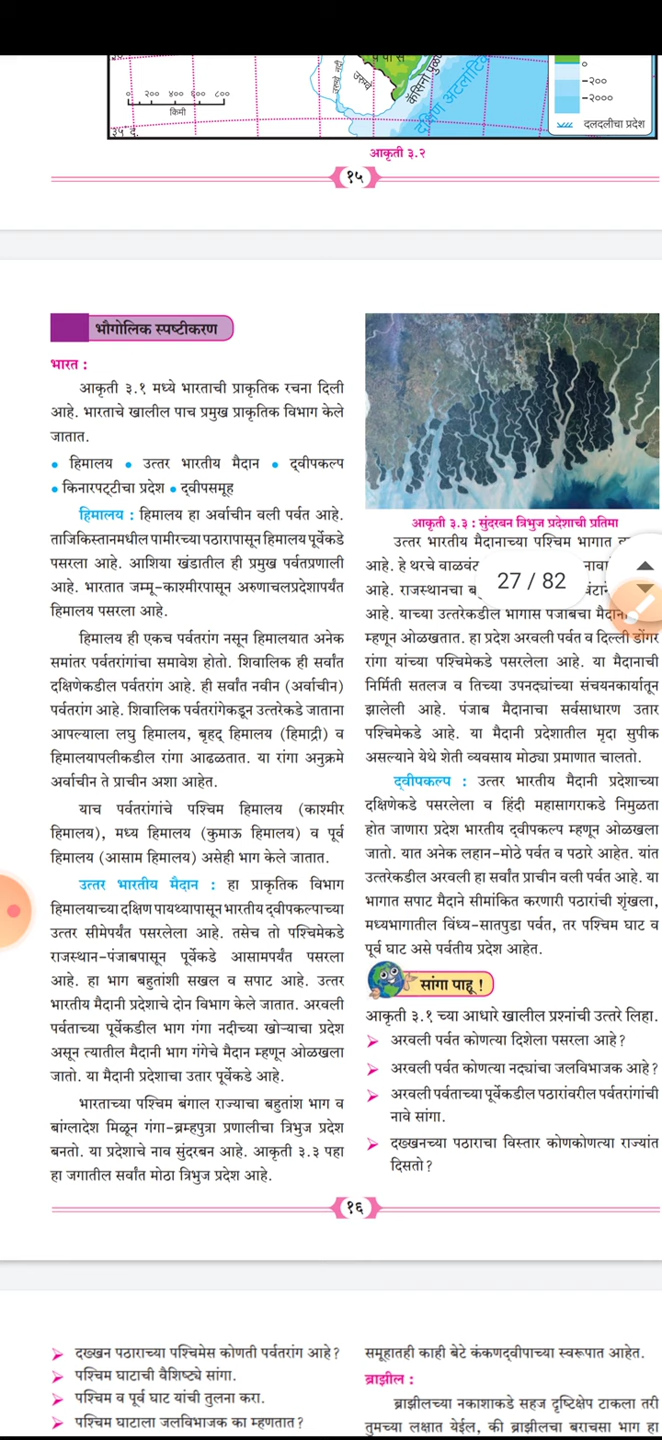 ० २०० ४०० ६०० ८००
किमी
३५° द.
उरुग्वे
दक्षिण अटलांटिक
०
-२००
-२०००
दलदलीचा प्रदेश
आकृती ३.२
१५
भौगोलिक स्पष्टीकरण
भारत :
आकृती ३.१ मध्ये भारताची प्राकृतिक रचना दिली
आहे. भारताचे खालील पाच प्रमुख प्राकृतिक विभाग केले
जातात.
● हिमालय ● उत्तर भारतीय मैदान ● द्वीपकल्प
● किनारपट्टीचा प्रदेश ● द्वीपसमूह
हिमालय : हिमालय हा अर्वाचीन वली पर्वत आहे.
ताजिकिस्तानमधील पामीरच्या पठारापासून हिमालय पूर्वेकडे
पसरला आहे. आशिया खंडातील ही प्रमुख पर्वतप्रणाली
आहे. भारतात जम्मू-काश्मीरपासून अरुणाचलप्रदेशापर्यंत
हिमालय पसरला आहे.
हिमालय ही एकच पर्वतरांग नसून हिमालयात अनेक
समांतर पर्वतरांगांचा समावेश होतो. शिवालिक ही सर्वांत
दक्षिणेकडील पर्वतरांग आहे. ही सर्वांत नवीन (अर्वाचीन)
पर्वतरांग आहे. शिवालिक पर्वतरांगेकडून उत्तरेकडे जाताना
आपल्याला लघु हिमालय, बृहद् हिमालय (हिमाद्री) व
हिमालयापलीकडील रांगा आढळतात. या रांगा अनुक्रमे
अर्वाचीन ते प्राचीन अशा आहेत.
याच पर्वतरांगांचे पश्चिम हिमालय (काश्मीर
हिमालय), मध्य हिमालय (कुमाऊ हिमालय) व पूर्व
हिमालय (आसाम हिमालय) असेही भाग केले जातात.
उत्तर भारतीय मैदान : हा प्राकृतिक विभाग
हिमालयाच्या दक्षिण पायथ्यापासून भारतीय द्वीपकल्पाच्या
उत्तर सीमेपर्यंत पसरलेला आहे. तसेच तो पश्चिमेकडे
राजस्थान-पंजाबपासून पूर्वेकडे आसामपर्यंत पसरला
आहे. हा भाग बहुतांशी सखल व सपाट आहे. उत्तर
भारतीय मैदानी प्रदेशाचे दोन विभाग केले जातात. अरवली
पर्वताच्या पूर्वेकडील भाग गंगा नदीच्या खोऱ्याचा प्रदेश
असून त्यातील मैदानी भाग गंगेचे मैदान म्हणून ओळखला
जातो. या मैदानी प्रदेशाचा उतार पूर्वेकडे आहे.
भारताच्या पश्चिम बंगाल राज्याचा बहुतांश भाग व
बांग्लादेश मिळून गंगा-ब्रम्हपुत्रा प्रणालीचा त्रिभुज प्रदेश
बनतो. या प्रदेशाचे नाव सुंदरबन आहे. आकृती ३.३ पहा
हा जगातील सर्वांत मोठा त्रिभुज प्रदेश आहे.
आकृती ३.३ : सुंदरबन त्रिभुज प्रदेशाची प्रतिमा
उत्तर भारतीय मैदानाच्या पश्चिम भागात
आहे. हे थरचे वाळवंट
आहे. राजस्थानचा
27 / 82
आहे. याच्या उत्तरेकडील भागास पंजाबचा मैदान
म्हणून ओळखतात. हा प्रदेश अरवली पर्वत व दिल्ली डोंगर
रांगा यांच्या पश्चिमेकडे पसरलेला आहे. या मैदानाची
निर्मिती सतलज व तिच्या उपनद्यांच्या संचयनकार्यातून
झालेली आहे. पंजाब मैदानाचा सर्वसाधारण उतार
पश्चिमेकडे आहे. या मैदानी प्रदेशातील मृदा सुपीक
असल्याने येथे शेती व्यवसाय मोठ्या प्रमाणात चालतो.
द्वीपकल्प : उत्तर भारतीय मैदानी प्रदेशाच्या
दक्षिणेकडे पसरलेला व हिंदी महासागराकडे निमुळता
होत जाणारा प्रदेश भारतीय द्वीपकल्प म्हणून ओळखला
जातो. यात अनेक लहान-मोठे पर्वत व पठारे आहेत. यांत
उत्तरेकडील अरवली हा सर्वांत प्राचीन वली पर्वत आहे. या
भागात सपाट मैदाने सीमांकित करणारी पठारांची शृंखला,
मध्यभागातील विंध्य-सातपुडा पर्वत, तर पश्चिम घाट व
पूर्व घाट असे पर्वतीय प्रदेश आहेत.
सांगा पाहू !
आकृती ३.१ च्या आधारे खालील प्रश्नांची उत्तरे लिहा.
➤ अरवली पर्वत कोणत्या दिशेला पसरला आहे?
➤ अरवली पर्वत कोणत्या नद्यांचा जलविभाजक आहे?
➤ अरवली पर्वताच्या पूर्वेकडील पठारांवरील पर्वतरांगांची
नावे सांगा.
➤ दख्खनच्या पठाराचा विस्तार कोणकोणत्या राज्यांत
दिसतो?
१६
➤ दख्खन पठाराच्या पश्चिमेस कोणती पर्वतरांग आहे?
➤ पश्चिम घाटाची वैशिष्ट्ये सांगा.
➤ पश्चिम व पूर्व घाट यांची तुलना करा.
➤ पश्चिम घाटाला जलविभाजक का म्हणतात?
समूहातही काही बेटे कंकणद्वीपाच्या स्वरूपात आहेत.
ब्राझील :
ब्राझीलच्या नकाशाकडे सहज दृष्टिक्षेप टाकला तरी
तुमच्या लक्षात येईल, की ब्राझीलचा बराचसा भाग हा